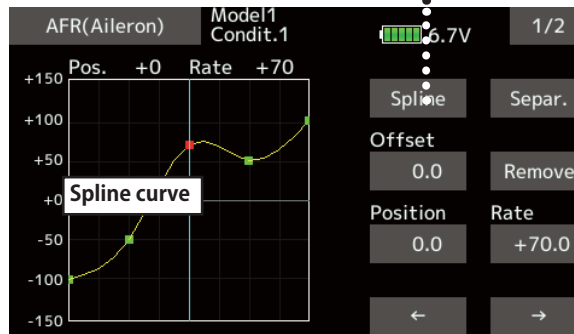 AFR(Aileron)
Model1
Condit.1
6.7V
1/2
Pos. +0 Rate +70
+150
+100
+50
+0
-50
-100
-150
Spline curve
Spline
Separ.
Offset
0.0
Remove
Position
Rate
0.0
+70.0
←
→